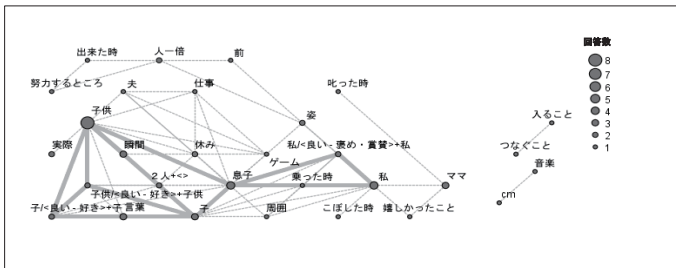 回答数
8
7
6
5
4
3
2
1
出来た時
人一倍
前
努力するところ
夫
仕事
叱った時
子供
姿
入ること
実際
瞬間
休み
ゲーム
私/<良い - 褒め・賞賛>+私
つなぐこと
２人+<>
息子
乗った時
私
ママ
音楽
子供/<良い - 好き>+子供
cm
子/<良い - 好き>+子
言葉
子
周囲
こぼした時
嬉しかったこと